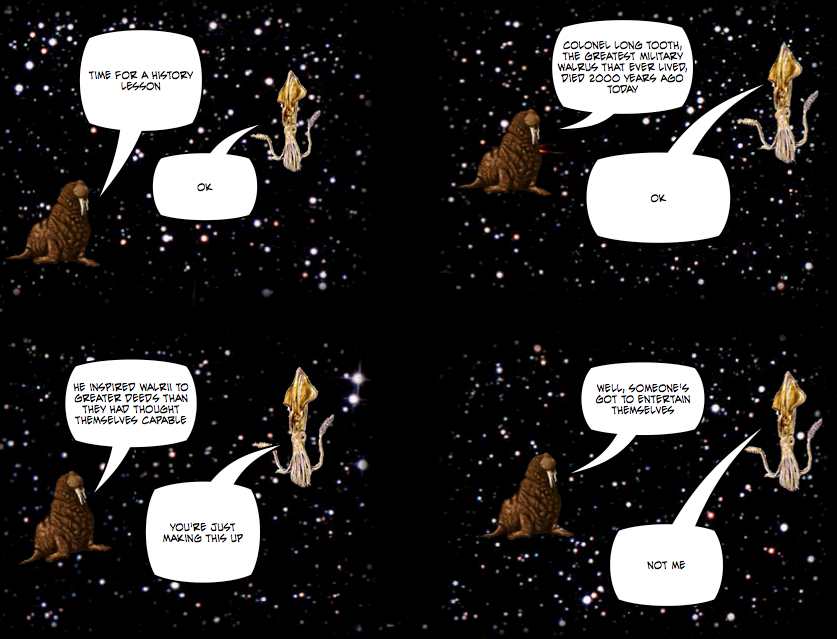 TIME FOR A HISTORY
LESSON
OK
COLONEL LONG TOOTH,
THE GREATEST MILITARY
WALRUS THAT EVER LIVED,
DIED 2000 YEARS AGO
TODAY
OK
HE INSPIRED WALRII TO
GREATER DEEDS THAN
THEY HAD THOUGHT
THEMSELVES CAPABLE
YOU'RE JUST
MAKING THIS UP
WELL, SOMEONE'S
GOT TO ENTERTAIN
THEMSELVES
NOT ME